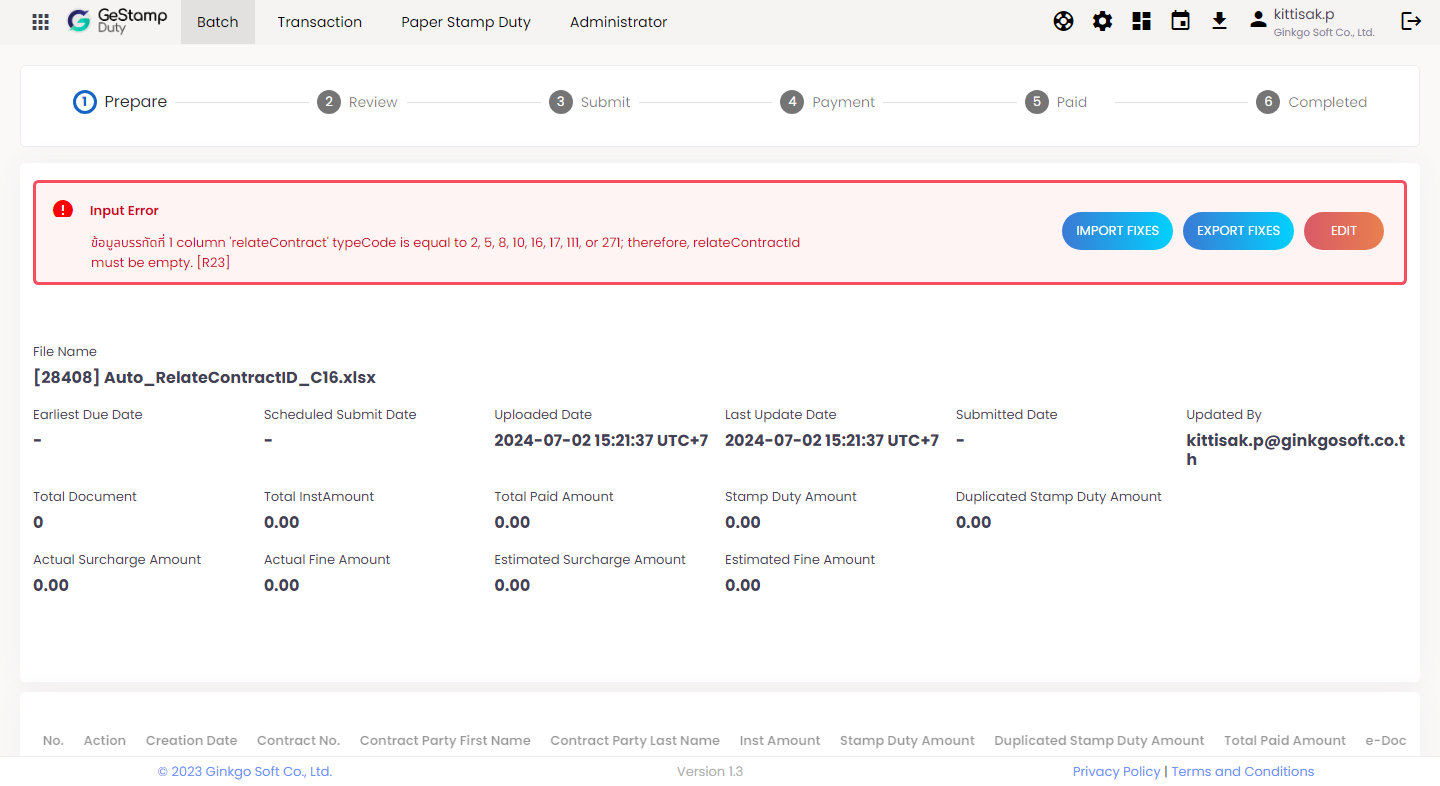 GeStamp
Duty
Batch
Transaction
Paper Stamp Duty
Administrator
kittisak.p
Ginkgo Soft Co., Ltd.
1 Prepare
2 Review
3 Submit
4 Payment
5 Paid
6 Completed
Input Error
ข้อมูลบรรทัดที่ 1 column 'relateContract' typeCode is equal to 2, 5, 8, 10, 16, 17, 111, or 271; therefore, relateContractId
must be empty. [R23]
IMPORT FIXES
EXPORT FIXES
EDIT
File Name
[28408] Auto_RelateContractID_C16.xlsx
Earliest Due Date
-
Scheduled Submit Date
-
Uploaded Date
2024-07-02 15:21:37 UTC+7
Last Update Date
2024-07-02 15:21:37 UTC+7
Submitted Date
-
Updated By
kittisak.p@ginkgosoft.co.t
h
Total Document
0
Total InstAmount
0.00
Total Paid Amount
0.00
Stamp Duty Amount
0.00
Duplicated Stamp Duty Amount
0.00
Actual Surcharge Amount
0.00
Actual Fine Amount
0.00
Estimated Surcharge Amount
0.00
Estimated Fine Amount
0.00
No. Action Creation Date Contract No. Contract Party First Name Contract Party Last Name Inst Amount Stamp Duty Amount Duplicated Stamp Duty Amount Total Paid Amount e-Doc
© 2023 Ginkgo Soft Co., Ltd.
Version 1.3
Privacy Policy | Terms and Conditions